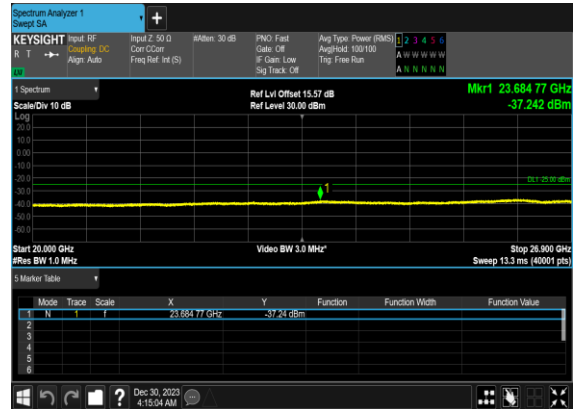 Spectrum Analyzer 1
Swept SA
+
KEYSIGHT Input: RF Input Z: 50 Ω #Atten: 30 dB PNO: Fast Avg Type: Power (RMS) 1 2 3 4 5 6
R T Coupling: DC Corr CCorr Gate: Off Avg|Hold: 100/100 A W W W W W
Align: Auto Freq Ref: Int (S) IF Gain: Low Trig: Free Run
Sig Track: Off A N N N N N
LW
1 Spectrum Ref Lvl Offset 15.57 dB Mkr1 23.684 77 GHz
Scale/Div 10 dB Ref Level 30.00 dBm -37.242 dBm
Log
20.0
10.0
0.00
-10.0
-20.0
DL1 -25.00 dBm
-30.0
1
-40.0
-50.0
-60.0
Start 20.000 GHz Video BW 3.0 MHz* Stop 26.900 GHz
#Res BW 1.0 MHz Sweep 13.3 ms (40001 pts)
5 Marker Table
Mode Trace Scale X Y Function Function Width Function Value
1 N 1 f 23.684 77 GHz -37.24 dBm
2
3
4
5
6
? Dec 30, 2023
4:15:04 AM